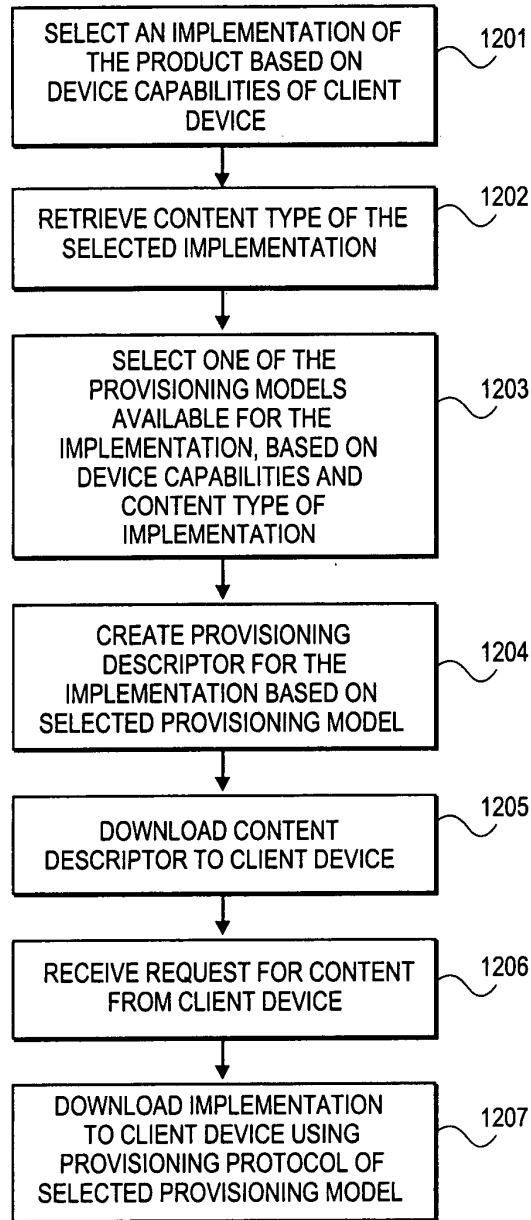 SELECT AN IMPLEMENTATION OF
THE PRODUCT BASED ON
DEVICE CAPABILITIES OF CLIENT
DEVICE
1201
RETRIEVE CONTENT TYPE OF THE
SELECTED IMPLEMENTATION
1202
SELECT ONE OF THE
PROVISIONING MODELS
AVAILABLE FOR THE
IMPLEMENTATION, BASED ON
DEVICE CAPABILITIES AND
CONTENT TYPE OF
IMPLEMENTATION
1203
CREATE PROVISIONING
DESCRIPTOR FOR THE
IMPLEMENTATION BASED ON
SELECTED PROVISIONING MODEL
1204
DOWNLOAD CONTENT
DESCRIPTOR TO CLIENT DEVICE
1205
RECEIVE REQUEST FOR CONTENT
FROM CLIENT DEVICE
1206
DOWNLOAD IMPLEMENTATION
TO CLIENT DEVICE USING
PROVISIONING PROTOCOL OF
SELECTED PROVISIONING MODEL
1207